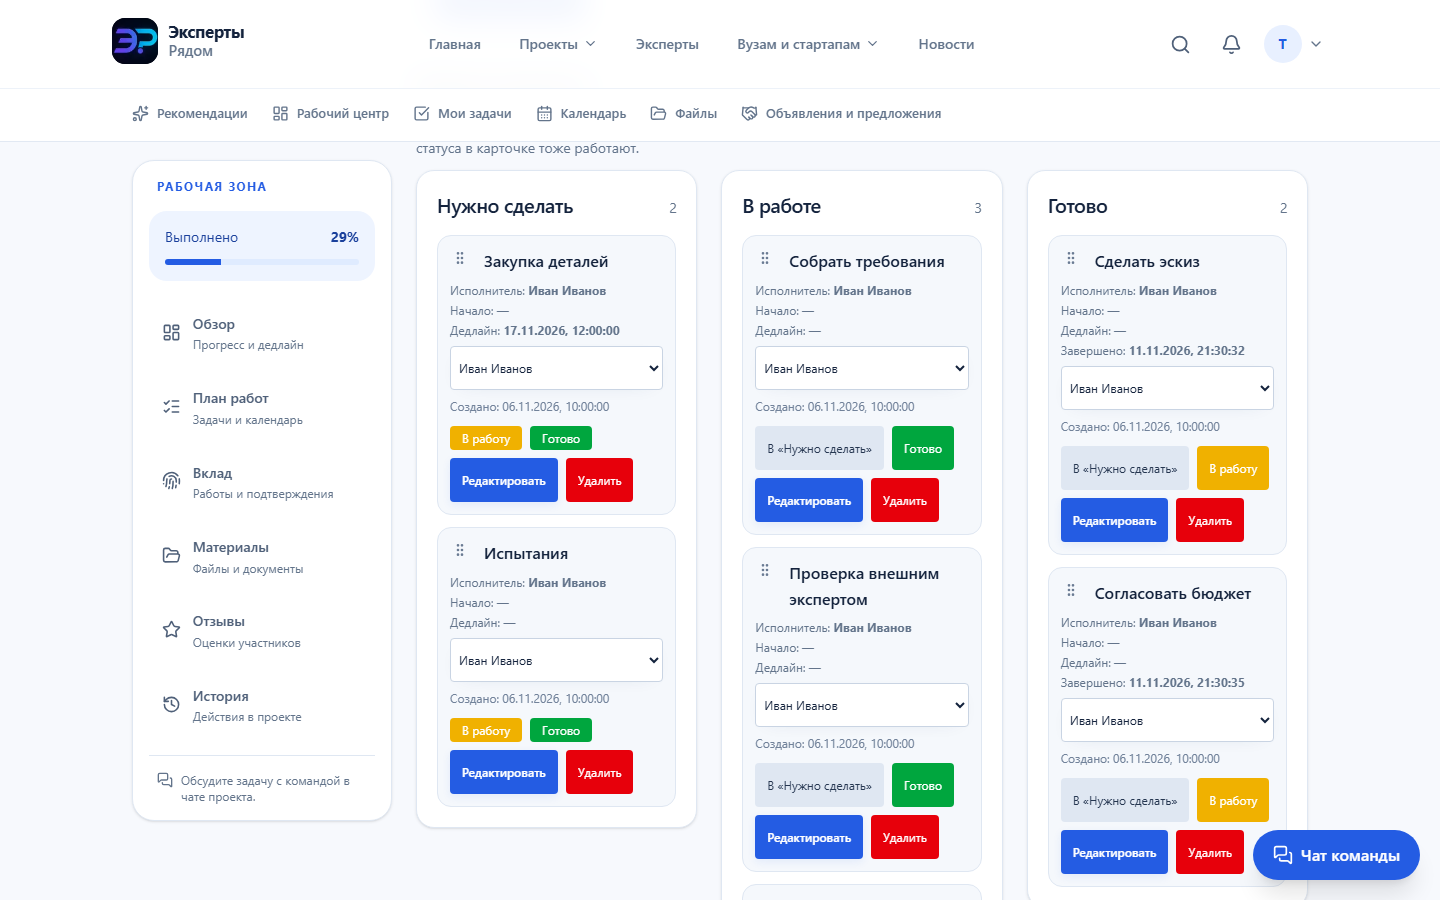 Эксперты
Рядом
Главная
Проекты
Эксперты
Вузам и стартапам
Новости
Т
Рекомендации
Рабочий центр
Мои задачи
Календарь
Файлы
Объявления и предложения
статуса в карточке тоже работают.
РАБОЧАЯ ЗОНА
Выполнено 29%
Обзор
Прогресс и дедлайн
План работ
Задачи и календарь
Вклад
Работы и подтверждения
Материалы
Файлы и документы
Отзывы
Оценки участников
История
Действия в проекте
Обсудите задачу с командой в
чате проекта.
Нужно сделать 2
Закупка деталей
Исполнитель: Иван Иванов
Начало: —
Дедлайн: 17.11.2026, 12:00:00
Иван Иванов
Создано: 06.11.2026, 10:00:00
В работу Готово
Редактировать Удалить
Испытания
Исполнитель: Иван Иванов
Начало: —
Дедлайн: —
Иван Иванов
Создано: 06.11.2026, 10:00:00
В работу Готово
Редактировать Удалить
В работе 3
Собрать требования
Исполнитель: Иван Иванов
Начало: —
Дедлайн: —
Иван Иванов
Создано: 06.11.2026, 10:00:00
В «Нужно сделать» Готово
Редактировать Удалить
Проверка внешним
экспертом
Исполнитель: Иван Иванов
Начало: —
Дедлайн: —
Иван Иванов
Создано: 06.11.2026, 10:00:00
В «Нужно сделать» Готово
Редактировать Удалить
Готово 2
Сделать эскиз
Исполнитель: Иван Иванов
Начало: —
Дедлайн: —
Завершено: 11.11.2026, 21:30:32
Иван Иванов
Создано: 06.11.2026, 10:00:00
В «Нужно сделать» В работу
Редактировать Удалить
Согласовать бюджет
Исполнитель: Иван Иванов
Начало: —
Дедлайн: —
Завершено: 11.11.2026, 21:30:35
Иван Иванов
Создано: 06.11.2026, 10:00:00
В «Нужно сделать» В работу
Редактировать Удалить
Чат команды